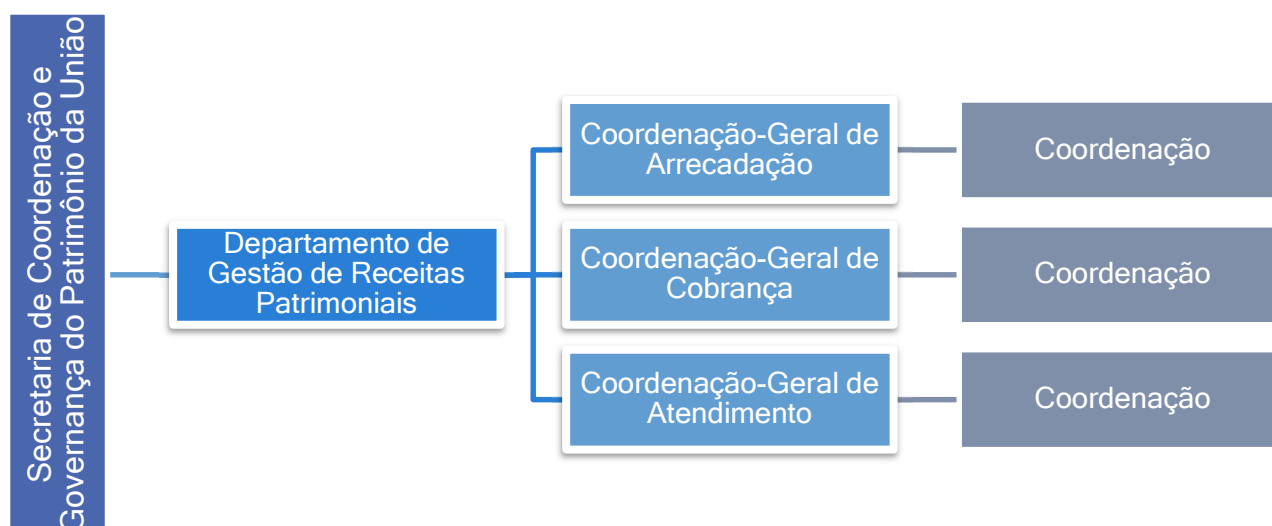 Secretaria de Coordenação e
Governança do Patrimônio da União
Departamento de
Gestão de Receitas
Patrimoniais
Coordenação-Geral de
Arrecadação
Coordenação
Coordenação-Geral de
Cobrança
Coordenação
Coordenação-Geral de
Atendimento
Coordenação